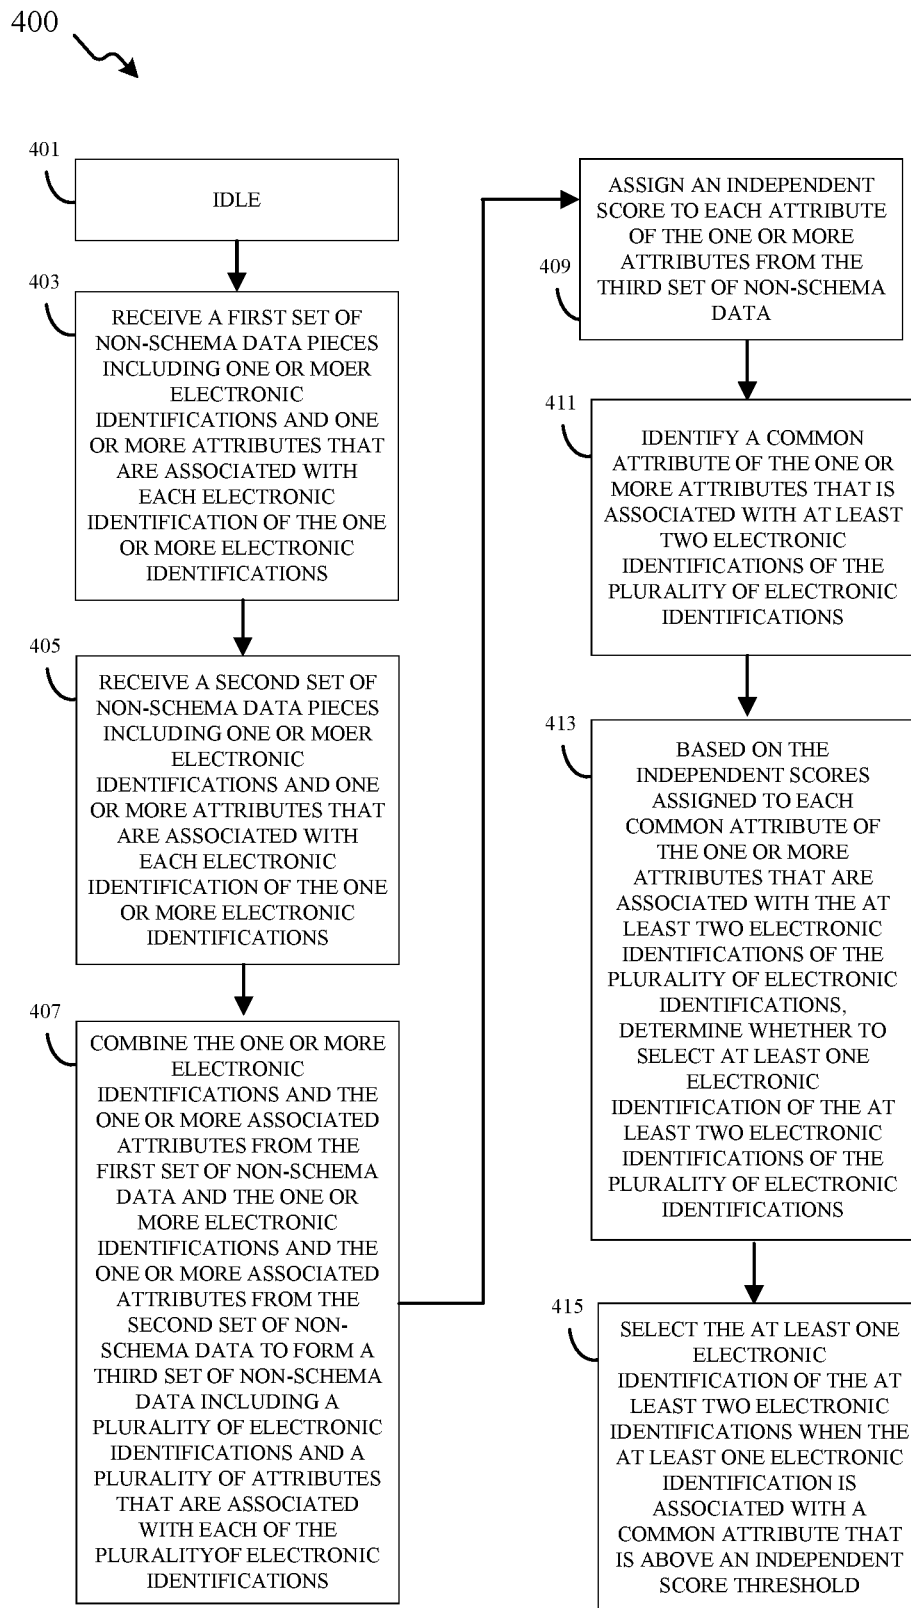 400
401
IDLE
403
RECEIVE A FIRST SET OF
NON-SCHEMA DATA PIECES
INCLUDING ONE OR MOER
ELECTRONIC
IDENTIFICATIONS AND ONE
OR MORE ATTRIBUTES THAT
ARE ASSOCIATED WITH
EACH ELECTRONIC
IDENTIFICATION OF THE ONE
OR MORE ELECTRONIC
IDENTIFICATIONS
405
RECEIVE A SECOND SET OF
NON-SCHEMA DATA PIECES
INCLUDING ONE OR MOER
ELECTRONIC
IDENTIFICATIONS AND ONE
OR MORE ATTRIBUTES THAT
ARE ASSOCIATED WITH
EACH ELECTRONIC
IDENTIFICATION OF THE ONE
OR MORE ELECTRONIC
IDENTIFICATIONS
407
COMBINE THE ONE OR MORE
ELECTRONIC
IDENTIFICATIONS AND THE
ONE OR MORE ASSOCIATED
ATTRIBUTES FROM THE
FIRST SET OF NON-SCHEMA
DATA AND THE ONE OR
MORE ELECTRONIC
IDENTIFICATIONS AND THE
ONE OR MORE ASSOCIATED
ATTRIBUTES FROM THE
SECOND SET OF NON-
SCHEMA DATA TO FORM A
THIRD SET OF NON-SCHEMA
DATA INCLUDING A
PLURALITY OF ELECTRONIC
IDENTIFICATIONS AND A
PLURALITY OF ATTRIBUTES
THAT ARE ASSOCIATED
WITH EACH OF THE
PLURALITYOF ELECTRONIC
IDENTIFICATIONS
409
ASSIGN AN INDEPENDENT
SCORE TO EACH ATTRIBUTE
OF THE ONE OR MORE
ATTRIBUTES FROM THE
THIRD SET OF NON-SCHEMA
DATA
411
IDENTIFY A COMMON
ATTRIBUTE OF THE ONE OR
MORE ATTRIBUTES THAT IS
ASSOCIATED WITH AT LEAST
TWO ELECTRONIC
IDENTIFICATIONS OF THE
PLURALITY OF ELECTRONIC
IDENTIFICATIONS
413
BASED ON THE
INDEPENDENT SCORES
ASSIGNED TO EACH
COMMON ATTRIBUTE OF
THE ONE OR MORE
ATTRIBUTES THAT ARE
ASSOCIATED WITH THE AT
LEAST TWO ELECTRONIC
IDENTIFICATIONS OF THE
PLURALITY OF ELECTRONIC
IDENTIFICATIONS,
DETERMINE WHETHER TO
SELECT AT LEAST ONE
ELECTRONIC
IDENTIFICATION OF THE AT
LEAST TWO ELECTRONIC
IDENTIFICATIONS OF THE
PLURALITY OF ELECTRONIC
IDENTIFICATIONS
415
SELECT THE AT LEAST ONE
ELECTRONIC
IDENTIFICATION OF THE AT
LEAST TWO ELECTRONIC
IDENTIFICATIONS WHEN THE
AT LEAST ONE ELECTRONIC
IDENTIFICATION IS
ASSOCIATED WITH A
COMMON ATTRIBUTE THAT
IS ABOVE AN INDEPENDENT
SCORE THRESHOLD